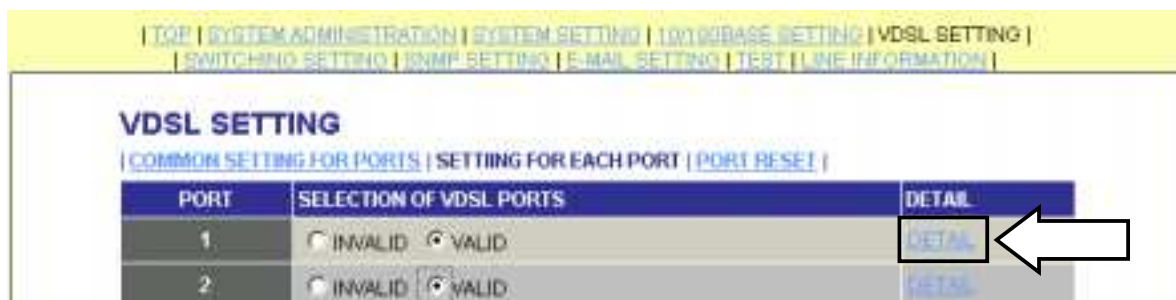 | TOP | SYSTEM ADMINISTRATION | SYSTEM SETTING | 10/100BASE SETTING | VDSL SETTING |
| SWITCHING SETTING | SNMP SETTING | E-MAIL SETTING | TEST | LINE INFORMATION |
VDSL SETTING
| COMMON SETTING FOR PORTS | SETTIING FOR EACH PORT | PORT RESET |
PORT SELECTION OF VDSL PORTS DETAIL
1 INVALID VALID DETAIL
2 INVALID VALID DETAIL